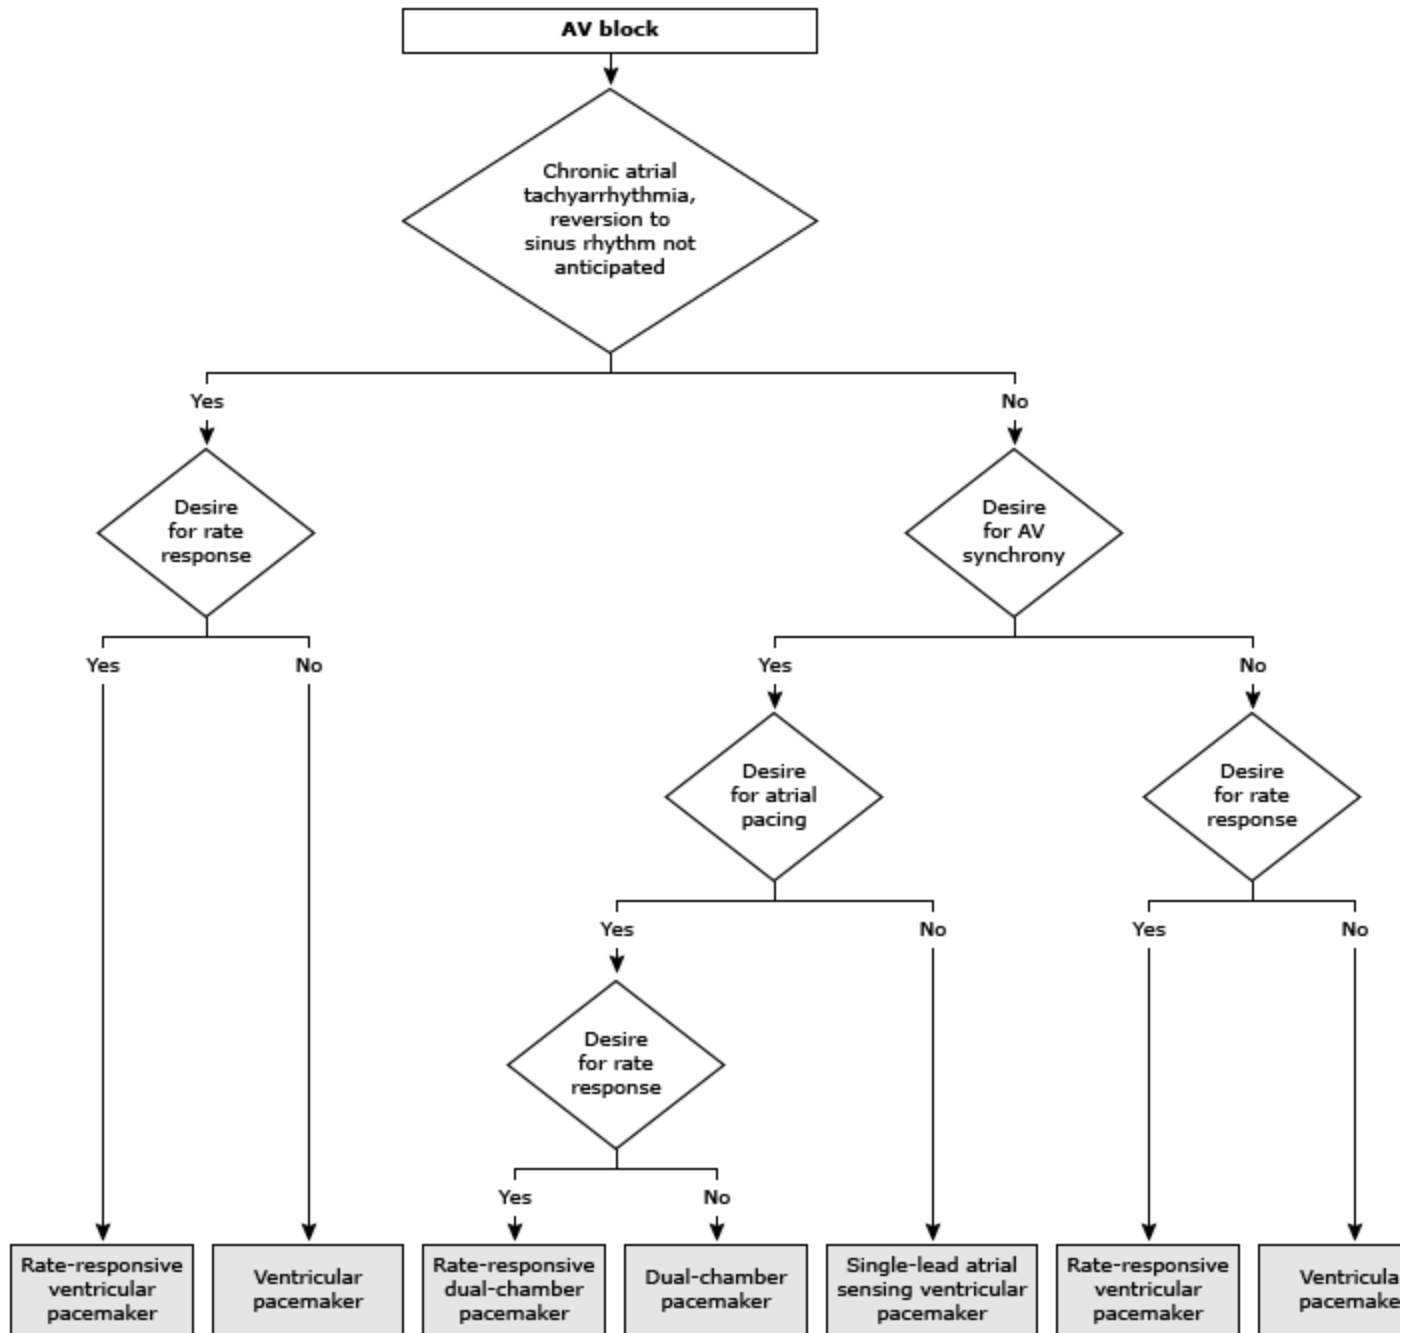 AV block
Chronic atrial
tachyarrhythmia,
reversion to
sinus rhythm not
anticipated
Yes
No
Desire
for rate
response
Desire
for AV
synchrony
Yes
No
Yes
No
Desire
for atrial
pacing
Desire
for rate
response
Yes
No
Yes
No
Desire
for rate
response
Yes
No
Rate-responsive
ventricular
pacemaker
Ventricular
pacemaker
Rate-responsive
dual-chamber
pacemaker
Dual-chamber
pacemaker
Single-lead atrial
sensing ventricular
pacemaker
Rate-responsive
ventricular
pacemaker
Ventricula
pacemake